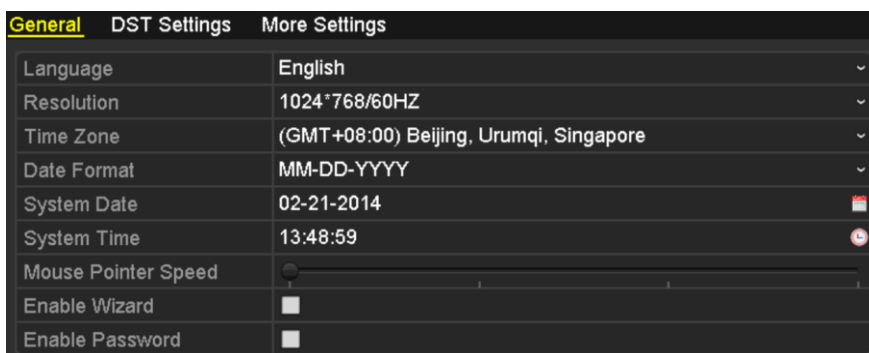 General DST Settings More Settings
Language English
Resolution 1024*768/60HZ
Time Zone (GMT+08:00) Beijing, Urumqi, Singapore
Date Format MM-DD-YYYY
System Date 02-21-2014
System Time 13:48:59
Mouse Pointer Speed
Enable Wizard
Enable Password